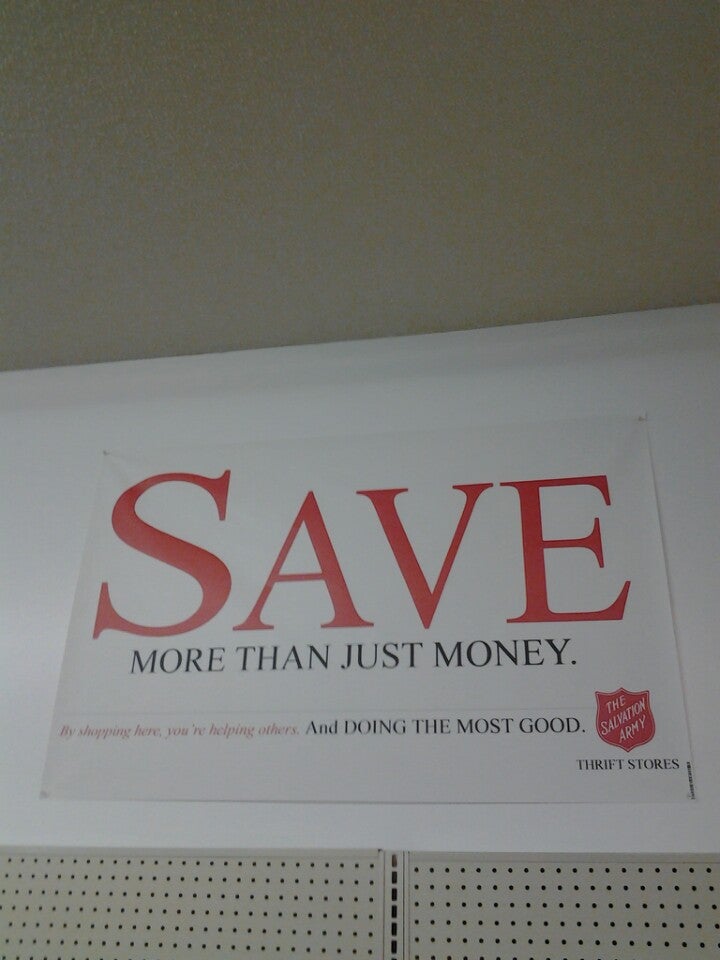 SAVE
MORE THAN JUST MONEY.
By shopping here, you're helping others. And DOING THE MOST GOOD.
THE
SALVATION
ARMY
THRIFT STORES